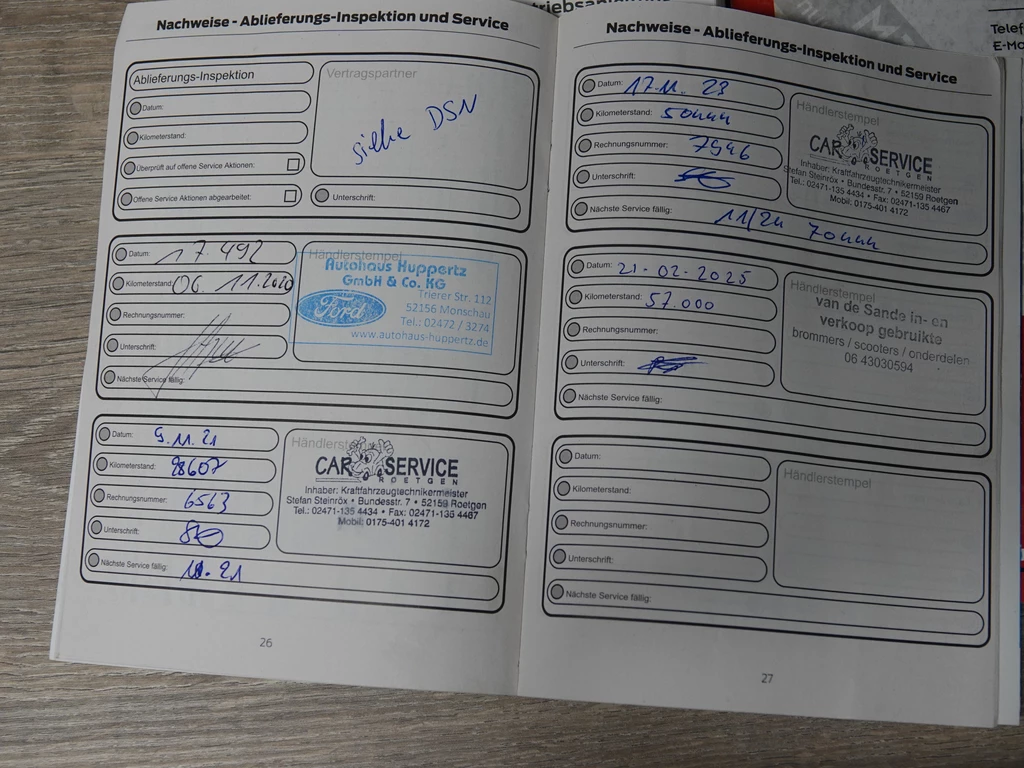 triebsanleitung
Telef
E-Ma
Nachweise - Ablieferungs-Inspektion und Service
Ablieferungs-Inspektion
Datum:
Kilometerstand:
Überprüft auf offene Service Aktionen:
Offene Service Aktionen abgearbeitet:
Vertragspartner
siehe DSN
Unterschrift:
Datum: 17.492
Kilometerstand: 06. 11.2020
Rechnungsnummer:
Unterschrift:
Nächste Service fällig:
Händlerstempel
Autohaus Huppertz
GmbH & Co. KG
Ford
Trierer Str. 112
52156 Monschau
Tel.: 02472 / 3274
www.autohaus-huppertz.de
Datum: 9.11.21
Kilometerstand: 28607
Rechnungsnummer: 6563
Unterschrift:
Nächste Service fällig: 11.21
Händlerstempel
CAR SERVICE
ROETGEN
Inhaber: Kraftfahrzeugtechnikermeister
Stefan Steinröx • Bundesstr. 7 • 52159 Roetgen
Tel.: 02471-135 4434 • Fax: 02471-135 4467
Mobil: 0175-401 4172
26
Nachweise - Ablieferungs-Inspektion und Service
Datum: 17.11.23
Kilometerstand: 50444
Rechnungsnummer: 7946
Unterschrift:
Nächste Service fällig: 11/24 70444
Händlerstempel
CAR SERVICE
ROETGEN
Inhaber: Kraftfahrzeugtechnikermeister
Stefan Steinröx • Bundesstr. 7 • 52159 Roetgen
Tel.: 02471-135 4434 • Fax: 02471-135 4467
Mobil: 0175-401 4172
Datum: 21-02-2025
Kilometerstand: 57.000
Rechnungsnummer:
Unterschrift:
Nächste Service fällig:
Händlerstempel
van de Sande in- en
verkoop gebruikte
brommers / scooters / onderdelen
06 43030594
Datum:
Kilometerstand:
Rechnungsnummer:
Unterschrift:
Nächste Service fällig:
Händlerstempel
27